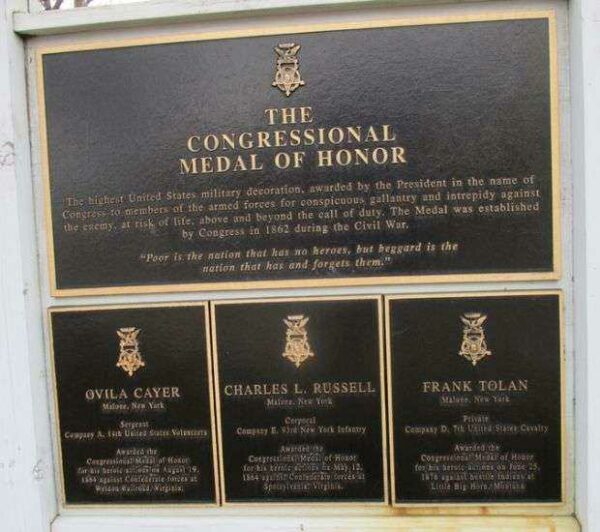 THE
CONGRESSIONAL
MEDAL OF HONOR
The highest United States military decoration, awarded by the President in the name of
Congress to members of the armed forces for conspicuous gallantry and intrepidity against
the enemy, at risk of life, above and beyond the call of duty. The Medal was established
by Congress in 1862 during the Civil War.
"Poor is the nation that has no heroes, but beggard is the
nation that has and forgets them."
OVILA CAYER
Malone, New York
Sergeant
Company A, 14th United States Volunteers
Awarded the
Congressional Medal of Honor
for his heroic actions on August 19,
1864 against Confederate forces at
Weldon Railroad, Virginia.
CHARLES L. RUSSELL
Malone, New York
Corporal
Company E, 93rd New York Infantry
Awarded the
Congressional Medal of Honor
for his heroic actions on May 12,
1864 against Confederate forces at
Spotsylvania, Virginia.
FRANK TOLAN
Malone, New York
Private
Company D, 7th United States Cavalry
Awarded the
Congressional Medal of Honor
for his heroic actions on June 25,
1876 against hostile Indians at
Little Big Horn, Montana